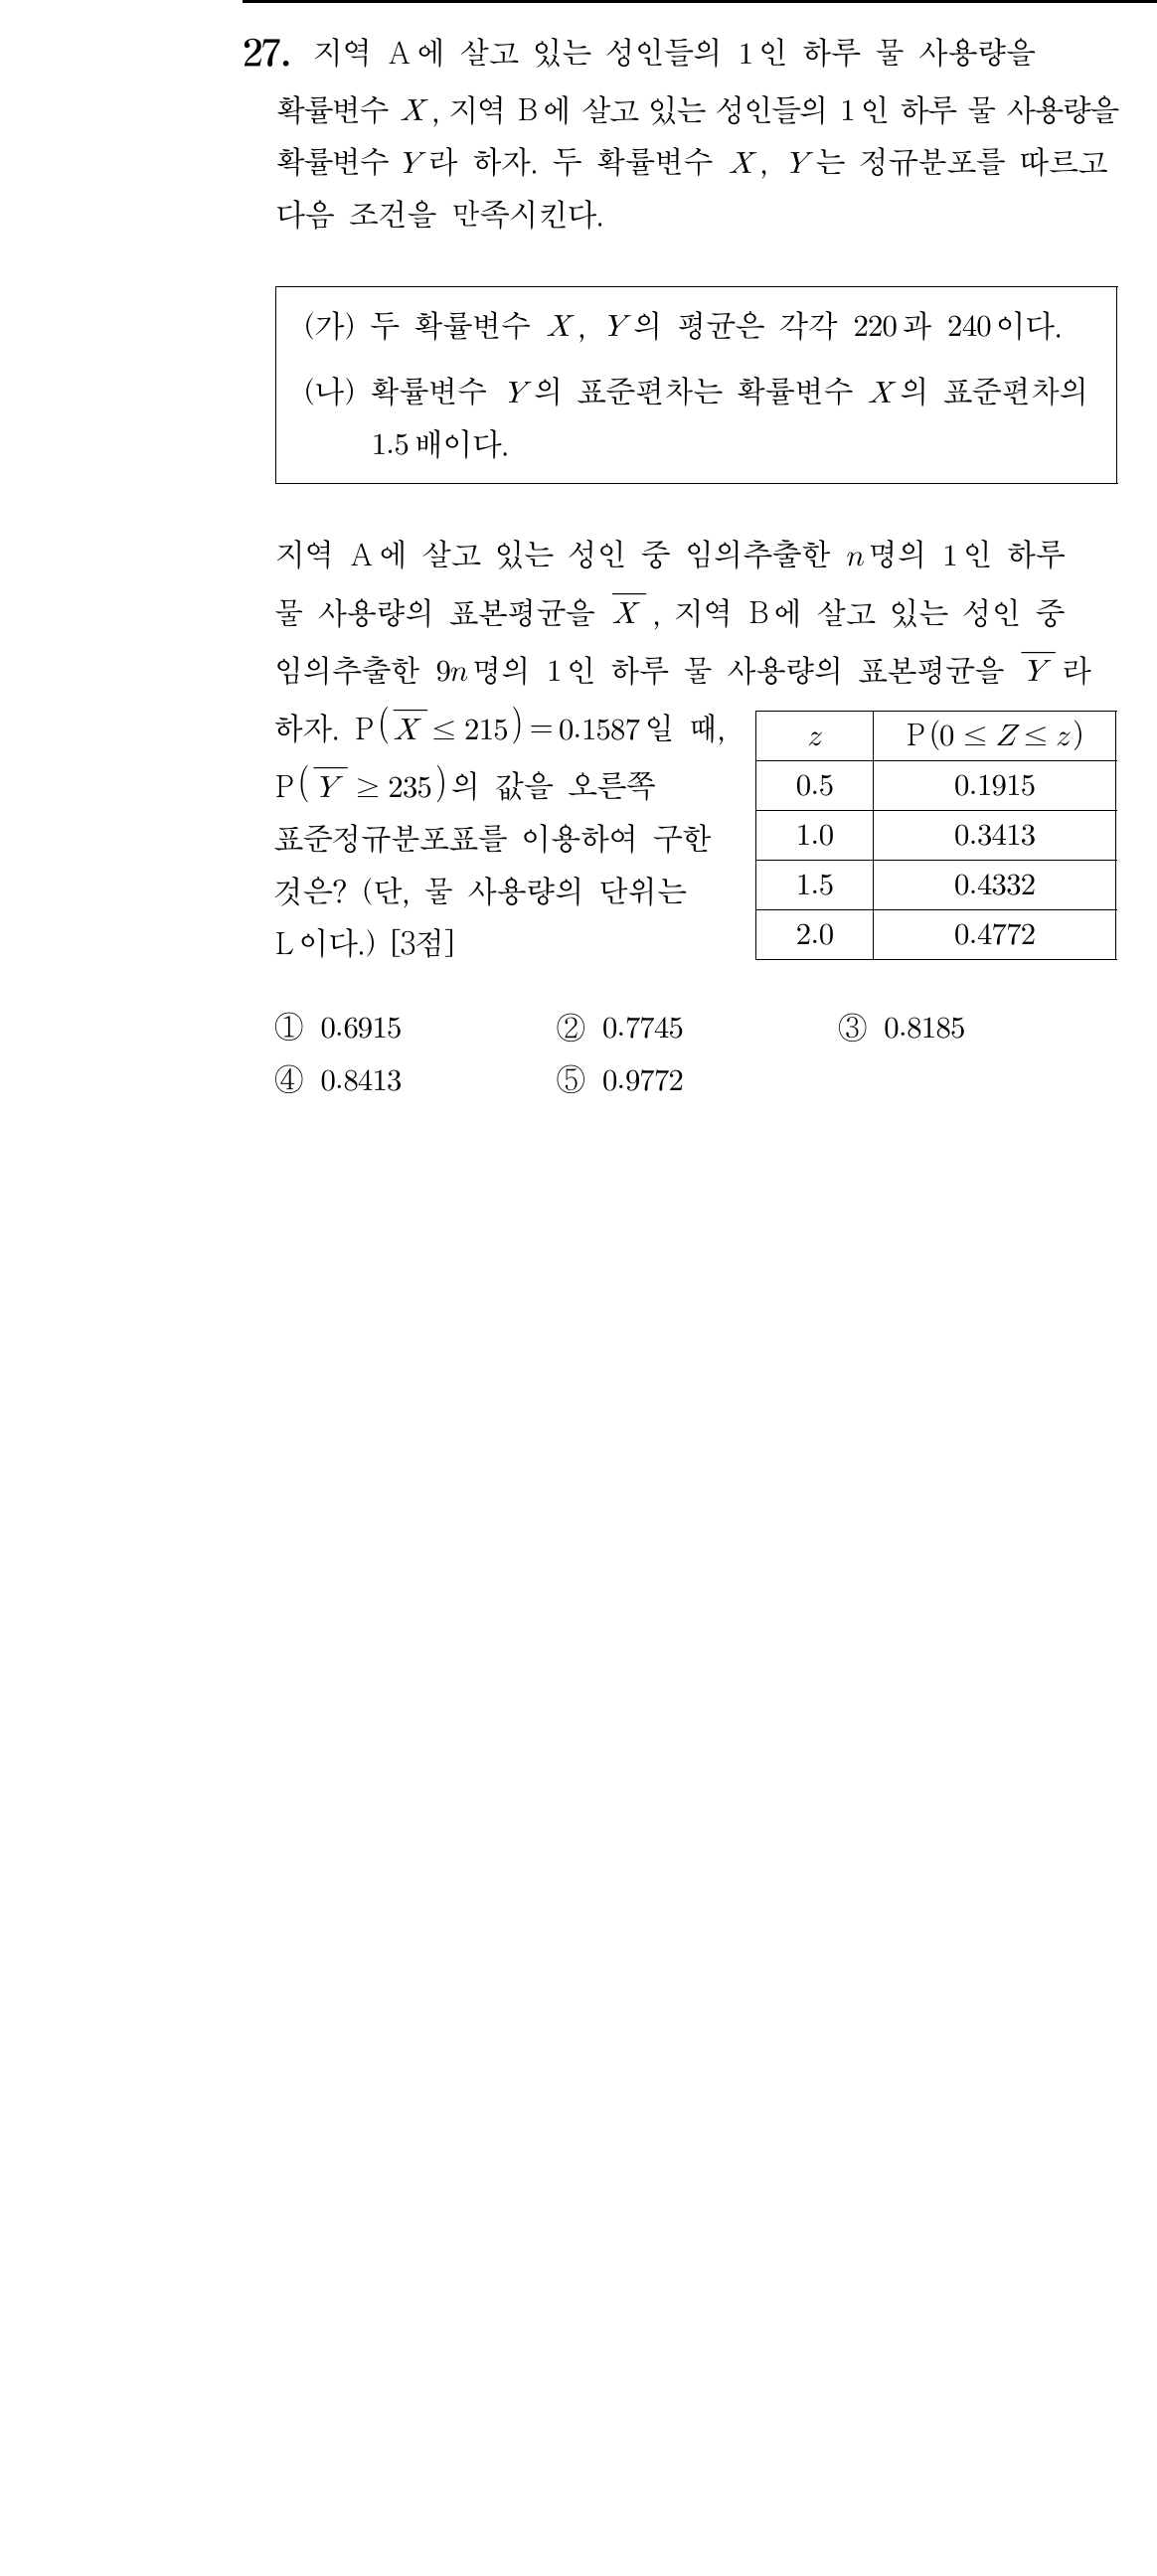 27. 지역 A에 살고 있는 성인들의 1인 하루 물 사용량을
확률변수 X, 지역 B에 살고 있는 성인들의 1인 하루 물 사용량을
확률변수 Y라 하자. 두 확률변수 X, Y는 정규분포를 따르고
다음 조건을 만족시킨다.
(가) 두 확률변수 X, Y의 평균은 각각 220과 240이다.
(나) 확률변수 Y의 표준편차는 확률변수 X의 표준편차의
1.5배이다.
지역 A에 살고 있는 성인 중 임의추출한 n명의 1인 하루
물 사용량의 표본평균을 X̅, 지역 B에 살고 있는 성인 중
임의추출한 9n명의 1인 하루 물 사용량의 표본평균을 Y̅라
하자. P(X̅ ≤ 215) = 0.1587일 때,
P(Y̅ ≥ 235)의 값을 오른쪽
표준정규분포표를 이용하여 구한
것은? (단, 물 사용량의 단위는
L이다.) [3점]
z P(0 ≤ Z ≤ z)
0.5 0.1915
1.0 0.3413
1.5 0.4332
2.0 0.4772
① 0.6915 ② 0.7745 ③ 0.8185
④ 0.8413 ⑤ 0.9772